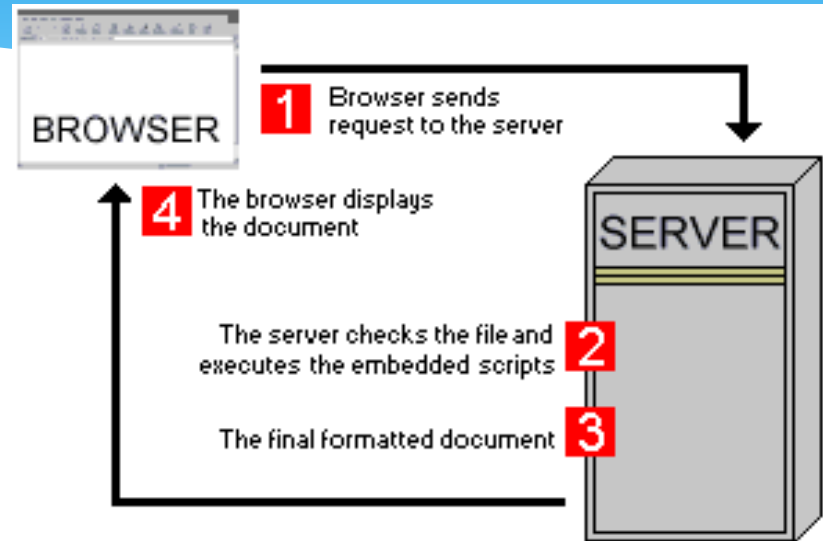 BROWSER
1
Browser sends
request to the server
4
The browser displays
the document
SERVER
The server checks the file and
executes the embedded scripts
2
The final formatted document
3